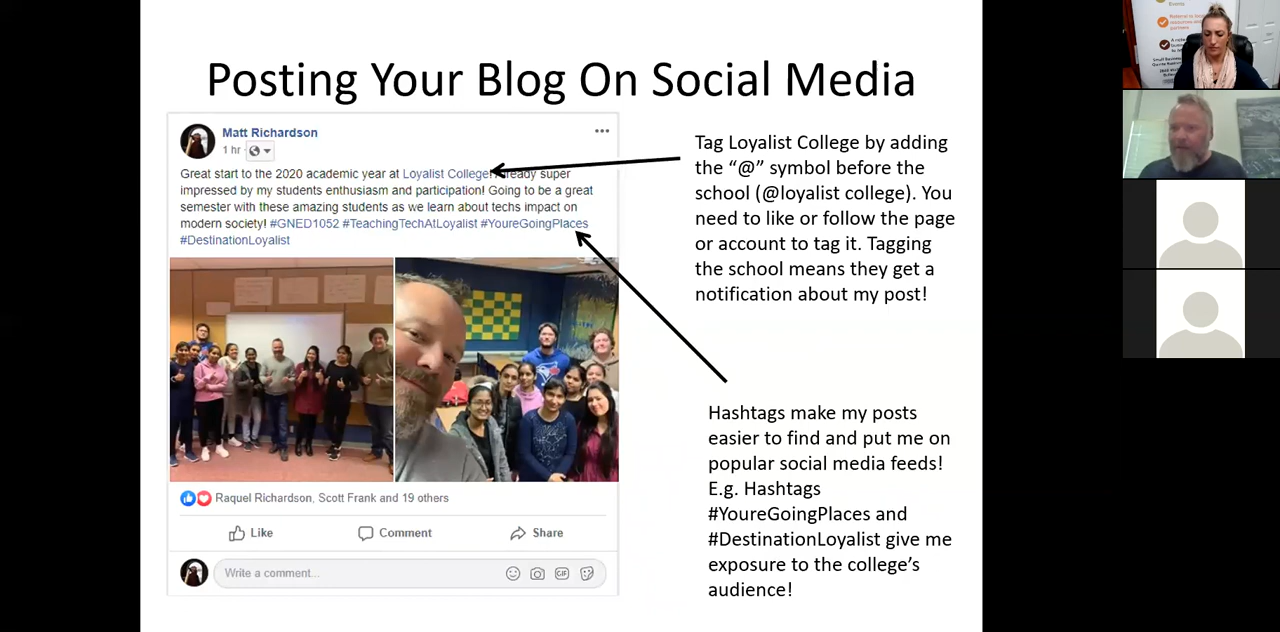 Posting Your Blog On Social Media
Matt Richardson
1 hr
Great start to the 2020 academic year at Loyalist College! Already super
impressed by my students enthusiasm and participation! Going to be a great
semester with these amazing students as we learn about techs impact on
modern society! #GNED1052 #TeachingTechAtLoyalist #YoureGoingPlaces
#DestinationLoyalist
Raquel Richardson, Scott Frank and 19 others
Like Comment Share
Write a comment...
GIF
Tag Loyalist College by adding
the “@” symbol before the
school (@loyalist college). You
need to like or follow the page
or account to tag it. Tagging
the school means they get a
notification about my post!
Hashtags make my posts
easier to find and put me on
popular social media feeds!
E.g. Hashtags
#YoureGoingPlaces and
#DestinationLoyalist give me
exposure to the college’s
audience!
Events